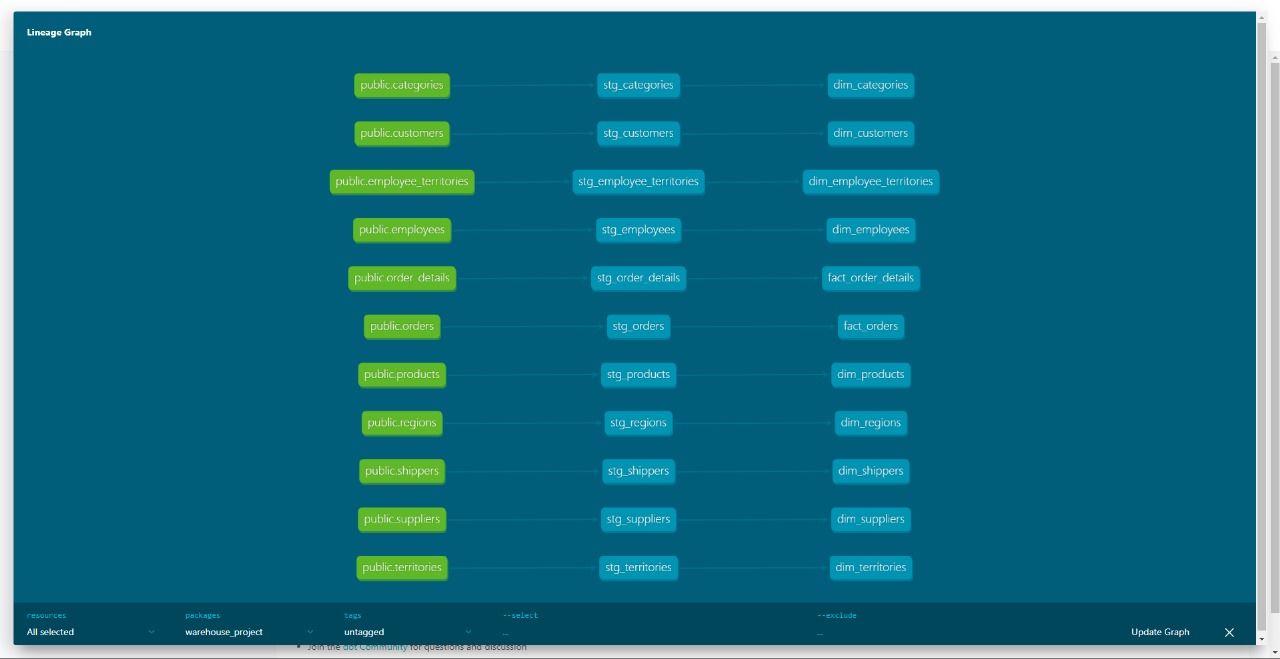 Lineage Graph
public.categories stg_categories dim_categories
public.customers stg_customers dim_customers
public.employee_territories stg_employee_territories dim_employee_territories
public.employees stg_employees dim_employees
public.order_details stg_order_details fact_order_details
public.orders stg_orders fact_orders
public.products stg_products dim_products
public.regions stg_regions dim_regions
public.shippers stg_shippers dim_shippers
public.suppliers stg_suppliers dim_suppliers
public.territories stg_territories dim_territories
resources packages tags --select --exclude
All selected warehouse_project untagged ... ... Update Graph
Join the dbt Community for questions and discussion